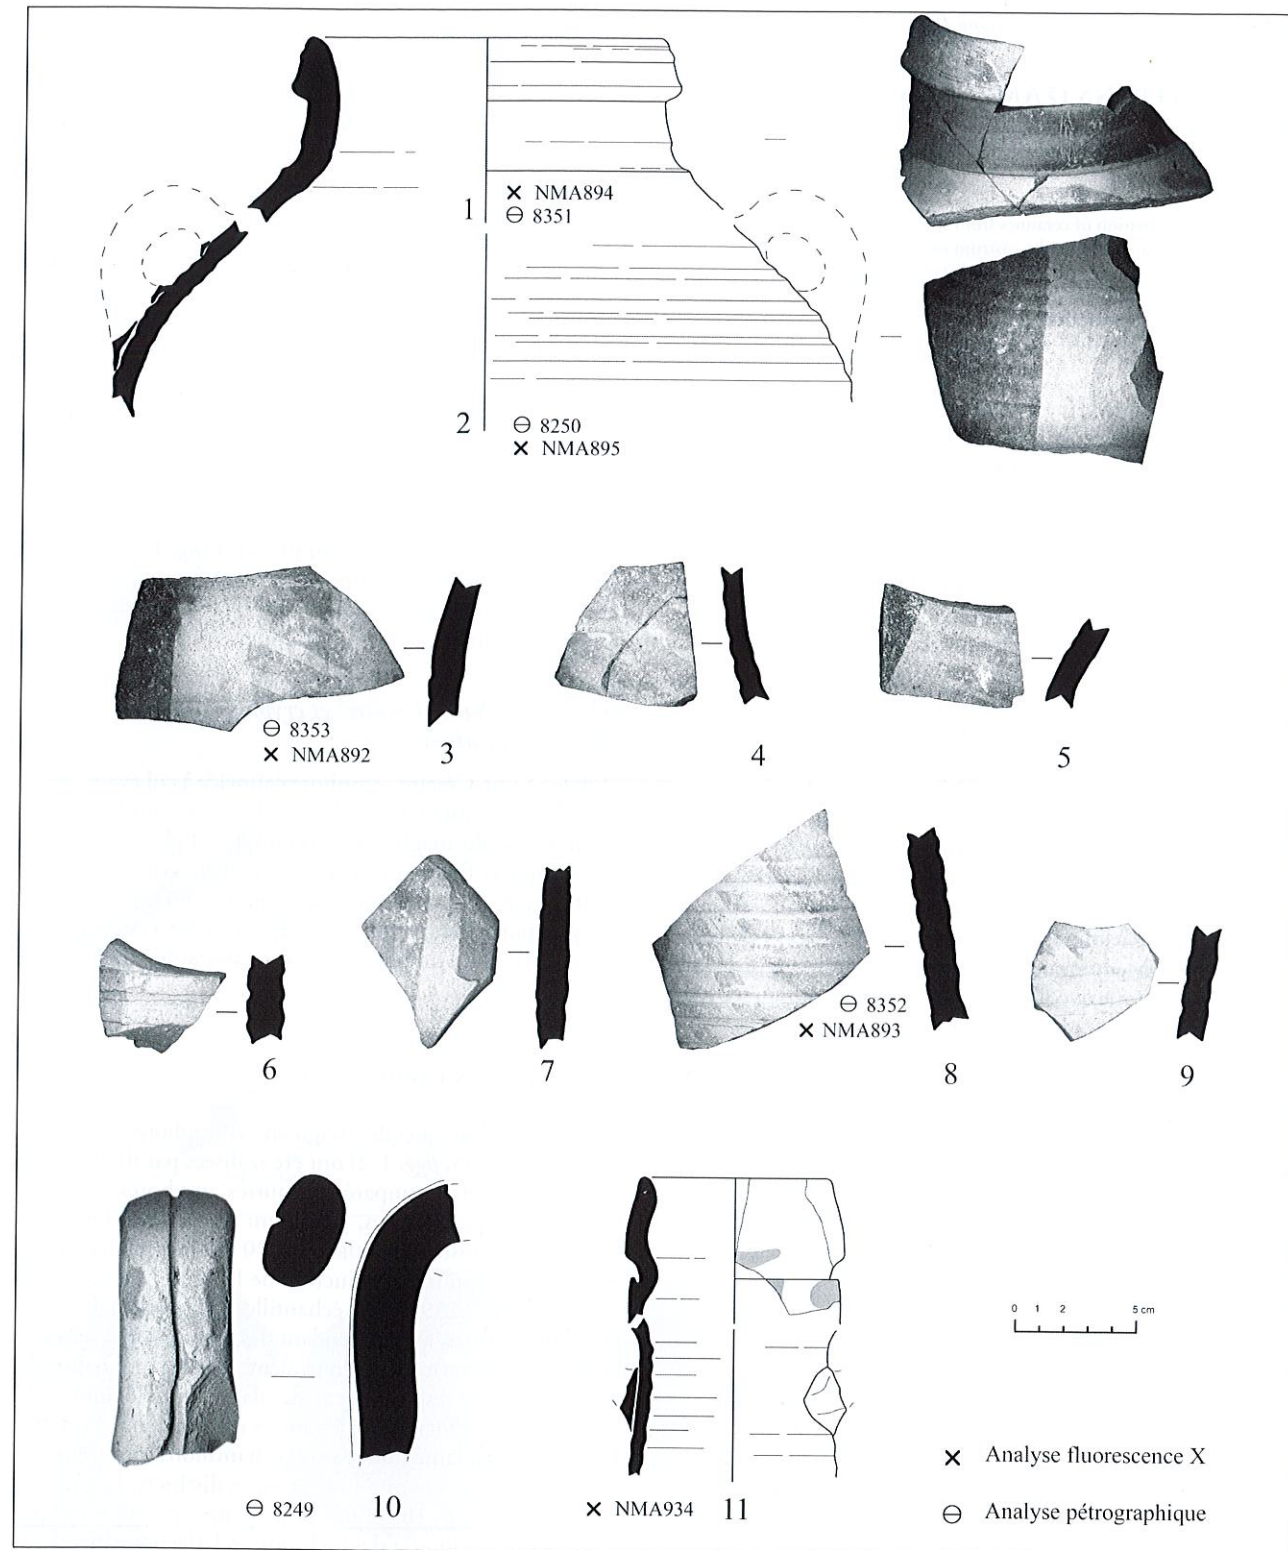 ✕ NMA894
1 ⊖ 8351
2 ⊖ 8250
✕ NMA895
⊖ 8353
✕ NMA892 3
4
5
6
7
⊖ 8352
✕ NMA893
8
9
⊖ 8249 10
✕ NMA934 11
0 1 2 5 cm
✕ Analyse fluorescence X
⊖ Analyse pétrographique